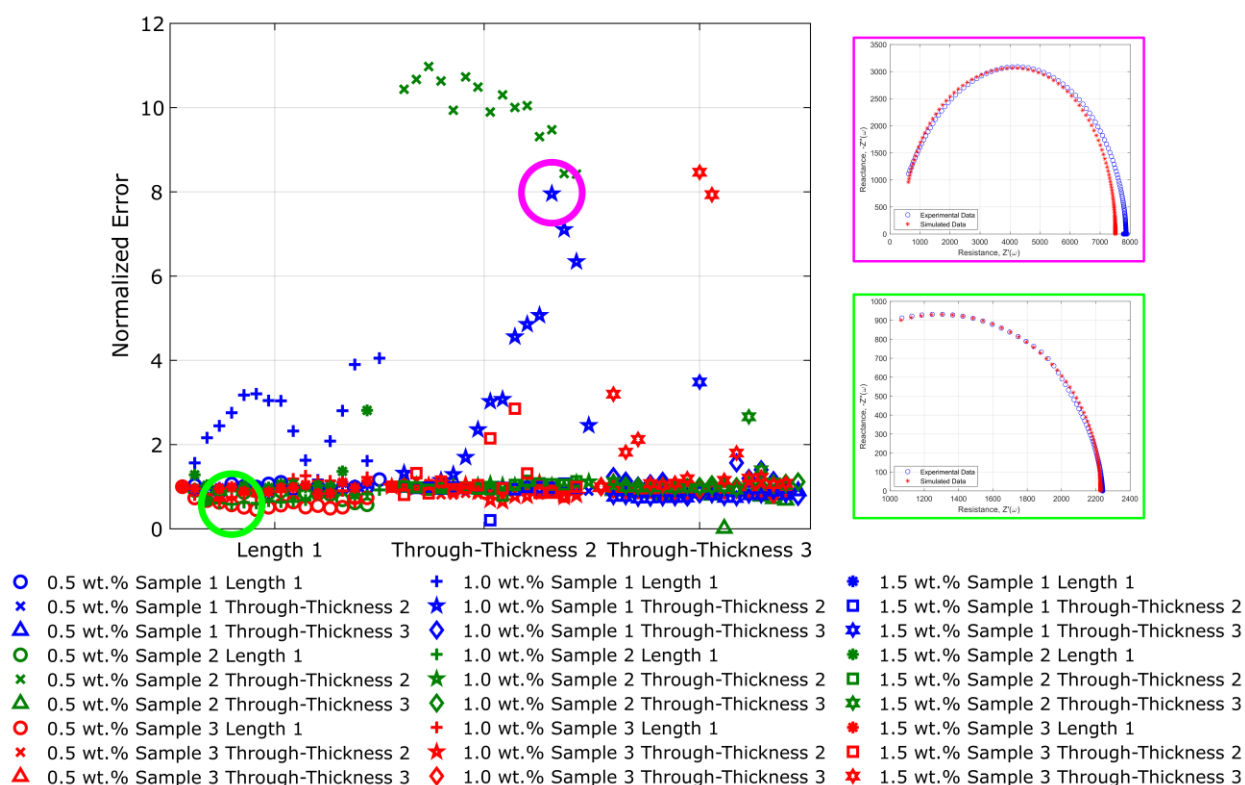 12
10
8
6
4
2
0
Normalized Error
Length 1 Through-Thickness 2 Through-Thickness 3
3500
3000
2500
2000
1500
1000
500
0
Reactance, -Z"(ω)
Experimental Data
Simulated Data
0 1000 2000 3000 4000 5000 6000 7000 8000
Resistance, Z'(ω)
1000
900
800
700
600
500
400
300
200
100
0
Reactance, -Z"(ω)
Experimental Data
Simulated Data
1000 1200 1400 1600 1800 2000 2200 2400
Resistance, Z'(ω)
0.5 wt.% Sample 1 Length 1
0.5 wt.% Sample 1 Through-Thickness 2
0.5 wt.% Sample 1 Through-Thickness 3
0.5 wt.% Sample 2 Length 1
0.5 wt.% Sample 2 Through-Thickness 2
0.5 wt.% Sample 2 Through-Thickness 3
0.5 wt.% Sample 3 Length 1
0.5 wt.% Sample 3 Through-Thickness 2
0.5 wt.% Sample 3 Through-Thickness 3
1.0 wt.% Sample 1 Length 1
1.0 wt.% Sample 1 Through-Thickness 2
1.0 wt.% Sample 1 Through-Thickness 3
1.0 wt.% Sample 2 Length 1
1.0 wt.% Sample 2 Through-Thickness 2
1.0 wt.% Sample 2 Through-Thickness 3
1.0 wt.% Sample 3 Length 1
1.0 wt.% Sample 3 Through-Thickness 2
1.0 wt.% Sample 3 Through-Thickness 3
1.5 wt.% Sample 1 Length 1
1.5 wt.% Sample 1 Through-Thickness 2
1.5 wt.% Sample 1 Through-Thickness 3
1.5 wt.% Sample 2 Length 1
1.5 wt.% Sample 2 Through-Thickness 2
1.5 wt.% Sample 2 Through-Thickness 3
1.5 wt.% Sample 3 Length 1
1.5 wt.% Sample 3 Through-Thickness 2
1.5 wt.% Sample 3 Through-Thickness 3